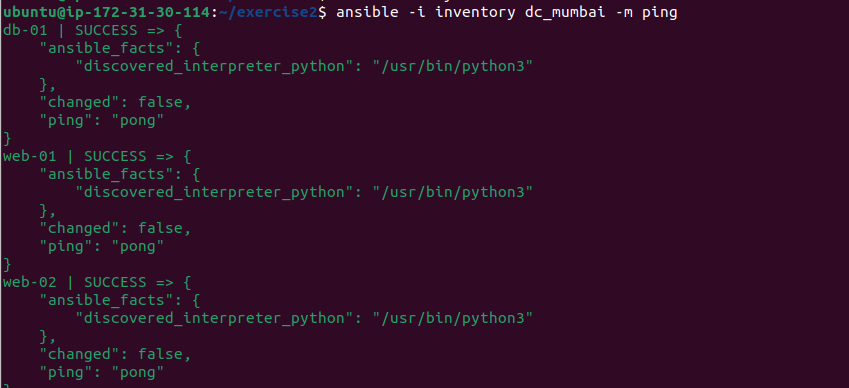 ubuntu@ip-172-31-30-114:~/exercise2$ ansible -i inventory dc_mumbai -m ping
db-01 | SUCCESS => {
    "ansible_facts": {
        "discovered_interpreter_python": "/usr/bin/python3"
    },
    "changed": false,
    "ping": "pong"
}
web-01 | SUCCESS => {
    "ansible_facts": {
        "discovered_interpreter_python": "/usr/bin/python3"
    },
    "changed": false,
    "ping": "pong"
}
web-02 | SUCCESS => {
    "ansible_facts": {
        "discovered_interpreter_python": "/usr/bin/python3"
    },
    "changed": false,
    "ping": "pong"
}